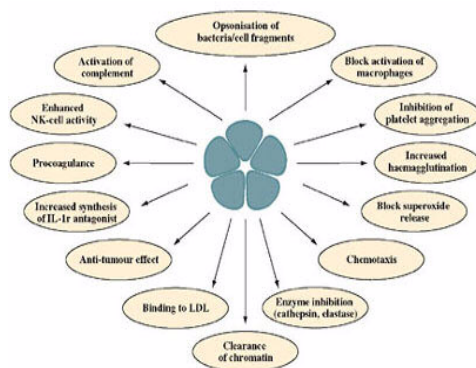 Opsonisation of
bacteria/cell fragments
Activation of
complement
Block activation of
macrophages
Enhanced
NK-cell activity
Inhibition of
platelet aggregation
Procoagulance
Increased
haemagglutination
Increased synthesis
of IL-1r antagonist
Block superoxide
release
Anti-tumour effect
Chemotaxis
Binding to LDL
Enzyme inhibition
(cathepsin, elastase)
Clearance
of chromatin